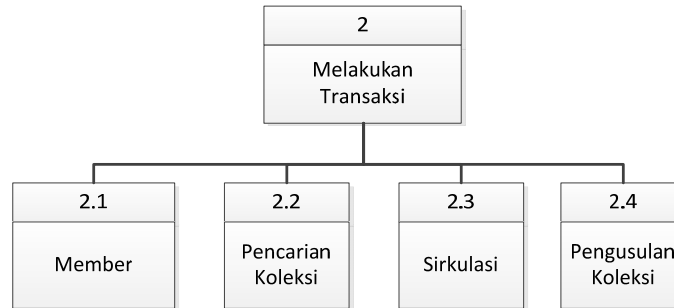 2
Melakukan
Transaksi
2.1
2.2
2.3
2.4
Member
Pencarian
Koleksi
Sirkulasi
Pengusulan
Koleksi